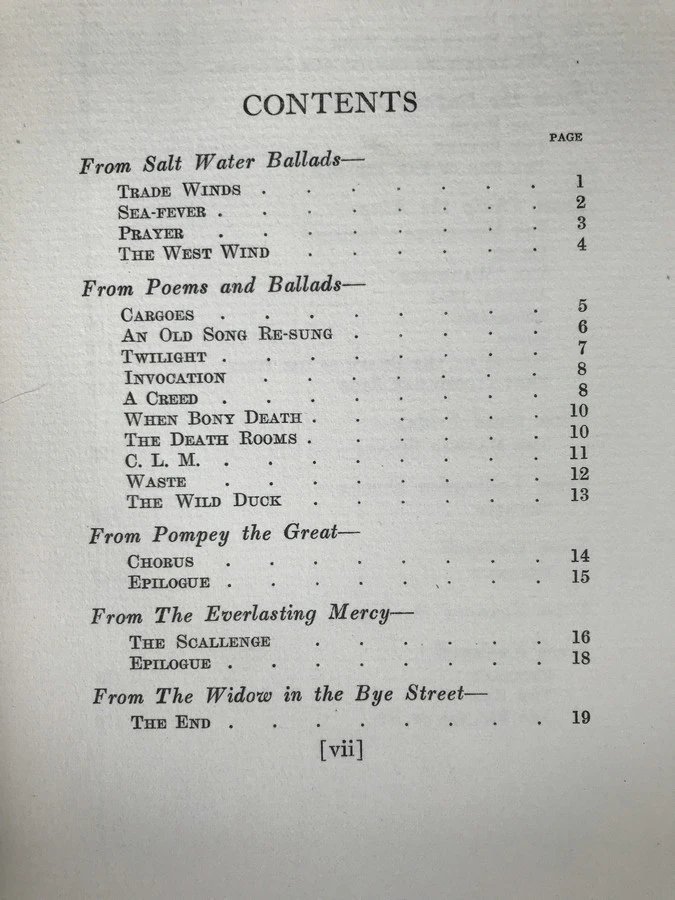 CONTENTS
PAGE
From Salt Water Ballads—
TRADE WINDS . . . . . . . 1
SEA-FEVER . . . . . . . . 2
PRAYER . . . . . . . . 3
THE WEST WIND . . . . . . 4
From Poems and Ballads—
CARGOES . . . . . . . . 5
AN OLD SONG RE-SUNG . . . . . 6
TWILIGHT . . . . . . . . 7
INVOCATION . . . . . . . 8
A CREED . . . . . . . . 8
WHEN BONY DEATH . . . . . . 10
THE DEATH ROOMS . . . . . . 10
C. L. M. . . . . . . . . 11
WASTE . . . . . . . . 12
THE WILD DUCK . . . . . . 13
From Pompey the Great—
CHORUS . . . . . . . . 14
EPILOGUE . . . . . . . . 15
From The Everlasting Mercy—
THE SCALLENGE . . . . . . 16
EPILOGUE . . . . . . . . 18
From The Widow in the Bye Street—
THE END . . . . . . . . 19
[vii]